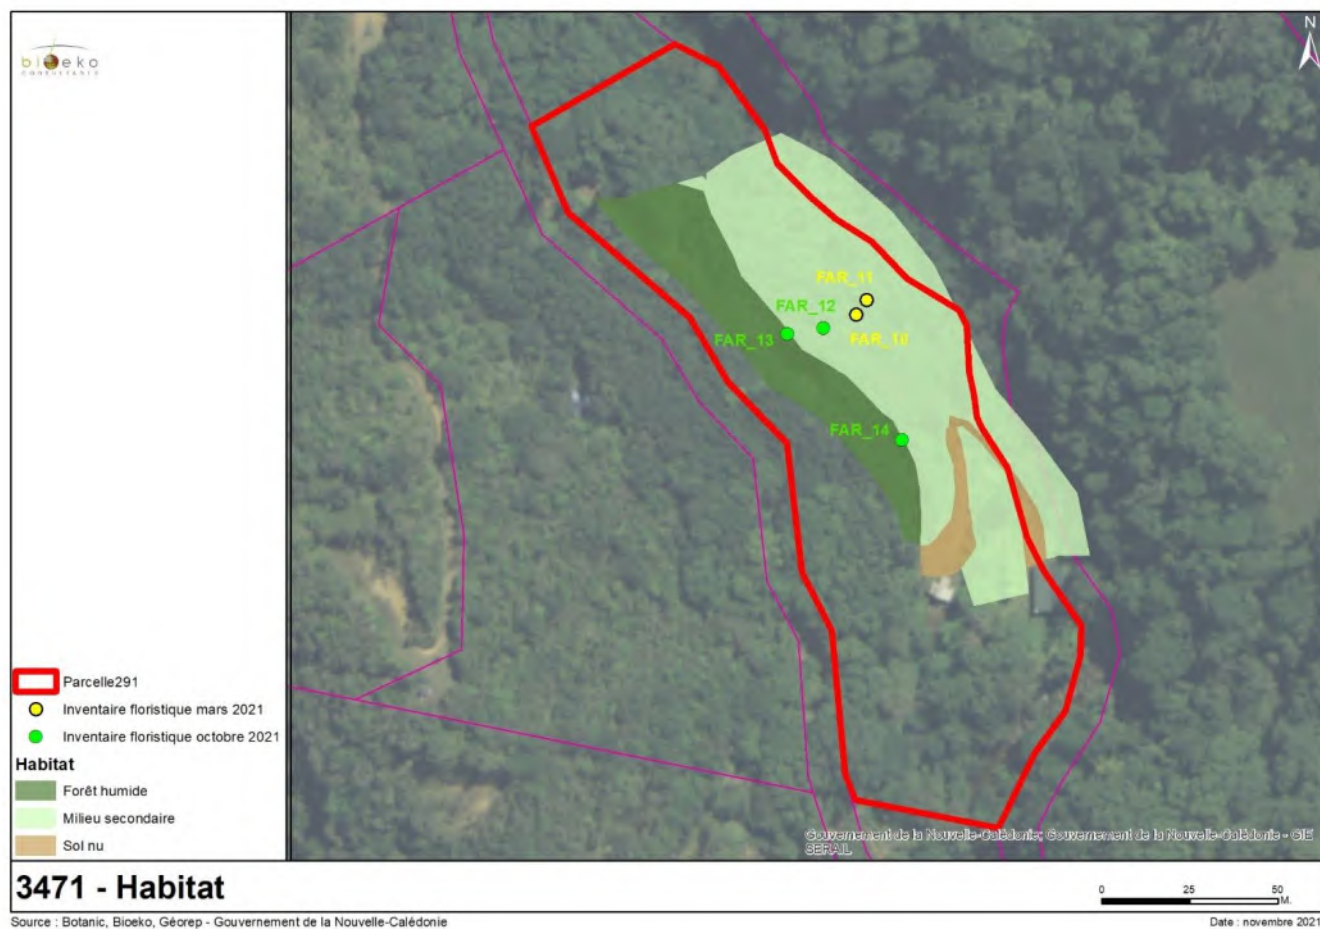 bioeko
CONSULTANTS
N
FAR_11
FAR_12
FAR_13
FAR_10
FAR_14
Parcelle291
Inventaire floristique mars 2021
Inventaire floristique octobre 2021
Habitat
Forêt humide
Milieu secondaire
Sol nu
Gouvernement de la Nouvelle-Calédonie; Gouvernement de la Nouvelle-Calédonie - GIE
SERAIL
3471 - Habitat
0 25 50
M.
Source : Botanic, Bioeko, Géorep - Gouvernement de la Nouvelle-Calédonie
Date : novembre 2021